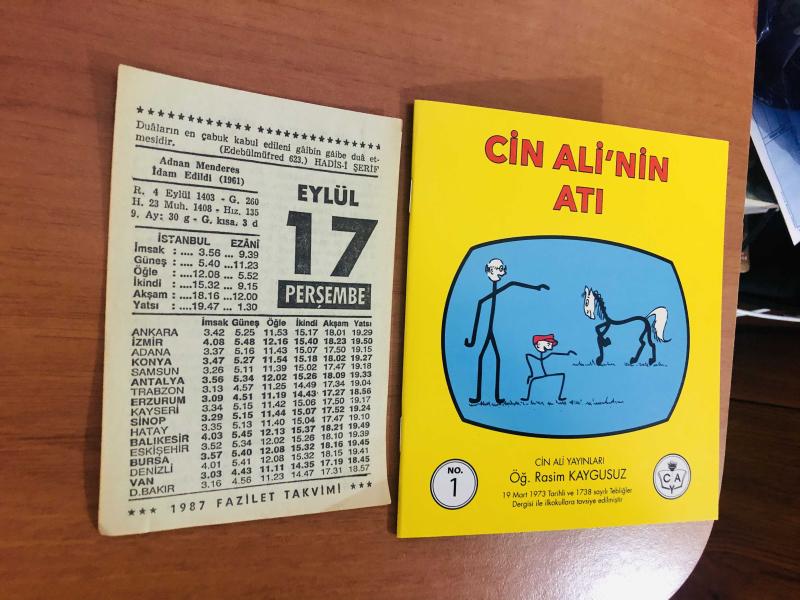 ★★★★★★★★★★★★ ★★★★★★★★★★★★
Duâların en çabuk kabul edileni gâibin gâibe duâ et-
mesidir. (Edebülmüfred 623.) HADİS-İ ŞERİF
Adnan Menderes
İdam Edildi (1961)
R. 4 Eylül 1403 - G. 260
H. 23 Muh. 1408 - Hız. 135
9. Ay: 30 g - G. kısa. 3 d
EYLÜL
17
PERŞEMBE
İSTANBUL EZANİ
İmsak : .... 3.56 ... 9.39
Güneş : .... 5.40 ...11.23
Öğle : ....12.08 ... 5.52
İkindi : ....15.32 ... 9.15
Akşam : ....18.16 ...12.00
Yatsı : ....19.47 ... 1.30
İmsak Güneş Öğle İkindi Akşam Yatsı
ANKARA 3.42 5.25 11.53 15.17 18.01 19.29
İZMİR 4.08 5.48 12.16 15.40 18.23 19.50
ADANA 3.37 5.16 11.43 15.07 17.50 19.15
KONYA 3.47 5.27 11.54 15.18 18.02 19.27
SAMSUN 3.26 5.11 11.39 15.02 17.47 19.18
ANTALYA 3.56 5.34 12.02 15.26 18.09 19.33
TRABZON 3.13 4.57 11.25 14.49 17.34 19.04
ERZURUM 3.09 4.51 11.19 14.43 17.27 18.56
KAYSERİ 3.34 5.15 11.42 15.06 17.50 19.17
SİNOP 3.29 5.15 11.44 15.07 17.52 19.24
HATAY 3.35 5.13 11.40 15.04 17.47 19.10
BALIKESİR 4.03 5.45 12.13 15.37 18.21 19.49
ESKİŞEHİR 3.52 5.34 12.02 15.26 18.10 19.39
BURSA 3.57 5.40 12.08 15.32 18.16 19.45
DENİZLİ 4.01 5.41 12.08 15.32 18.15 19.41
VAN 3.03 4.43 11.11 14.35 17.19 18.45
D.BAKIR 3.16 4.56 11.23 14.47 17.31 18.57
★★★ 1987 FAZİLET TAKVİMİ ★★★
CİN ALİ'NİN
ATI
CİN ALİ YAYINLARI
Öğ. Rasim KAYGUSUZ
19 Mart 1973 Tarihli ve 1738 sayılı Tebliğler
Dergisi ile ilkokullara tavsiye edilmiştir
NO.
1
C A
Y